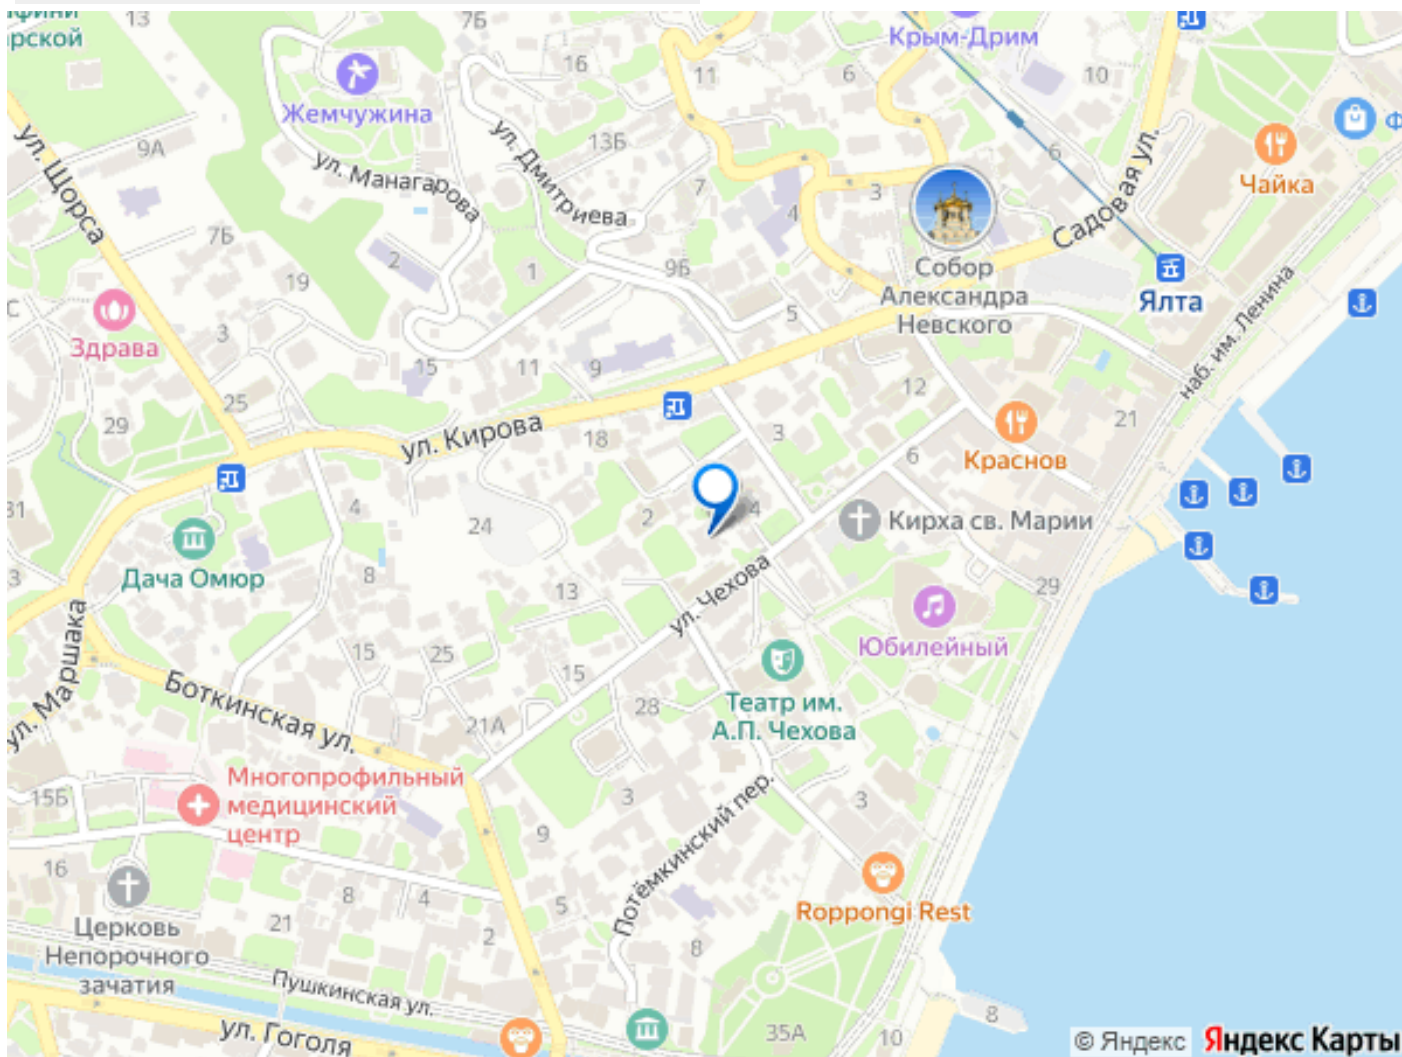 фини
рской
13
7Б
16
11
6
Крым-Дрим
10
Жемчужина
13Б
ул. Щорса
9А
ул. Манагарова
ул. Дмитриева
7
4
3
6
Садовая ул.
Чайка
Ф
7Б
2
1
9Б
19
5
Собор
Александра
Невского
Ялта
наб. им. Ленина
С
3
Здрава
15
11
9
12
21
25
29
ул. Кирова
18
3
6
Краснов
31
24
4
2
4
Кирха св. Марии
Дача Омюр
3
8
13
ул. Чехова
29
ул. Маршака
15
25
15
Юбилейный
Боткинская ул.
21А
28
Театр им.
А.П. Чехова
Многопрофильный
медицинский
центр
15Б
3
Потёмкинский пер.
3
9
16
8
4
5
Roppongi Rest
Церковь
Непорочного
зачатия
21
2
8
Пушкинская ул.
ул. Гоголя
35А
10
8
© Яндекс Яндекс Карты